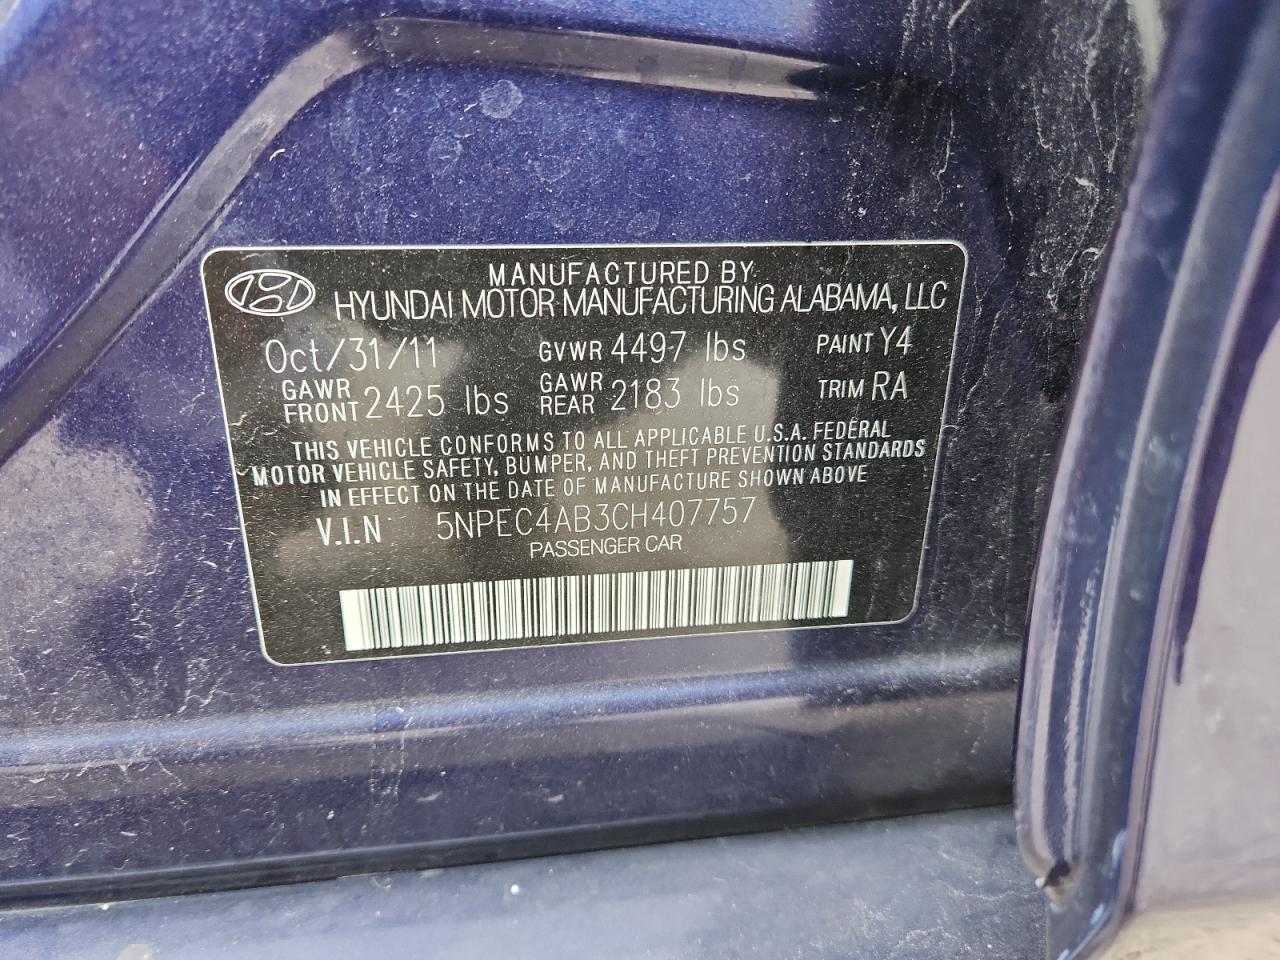 MANUFACTURED BY
HYUNDAI MOTOR MANUFACTURING ALABAMA, LLC
Oct/31/11 GVWR 4497 lbs PAINT Y4
GAWR FRONT 2425 lbs GAWR REAR 2183 lbs TRIM RA
THIS VEHICLE CONFORMS TO ALL APPLICABLE U.S.A. FEDERAL
MOTOR VEHICLE SAFETY, BUMPER, AND THEFT PREVENTION STANDARDS
IN EFFECT ON THE DATE OF MANUFACTURE SHOWN ABOVE
V.I.N 5NPEC4AB3CH407757
PASSENGER CAR